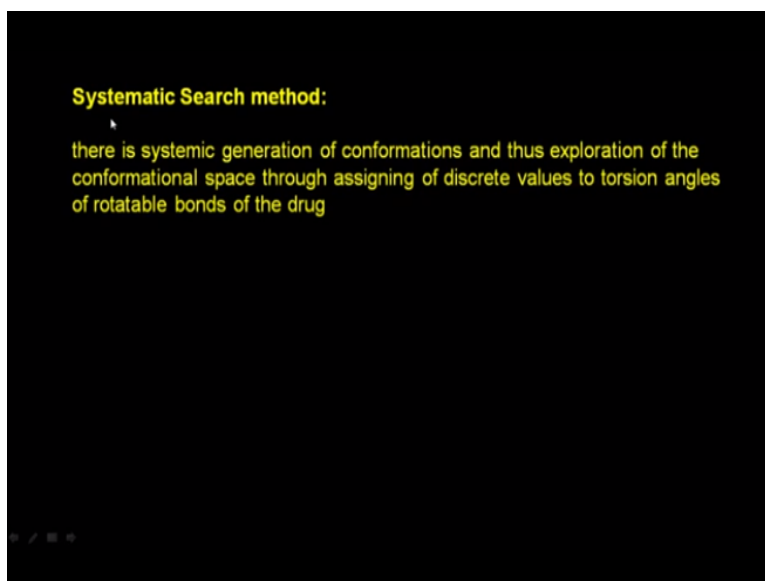 Systematic Search method:
there is systemic generation of conformations and thus exploration of the
conformational space through assigning of discrete values to torsion angles
of rotatable bonds of the drug